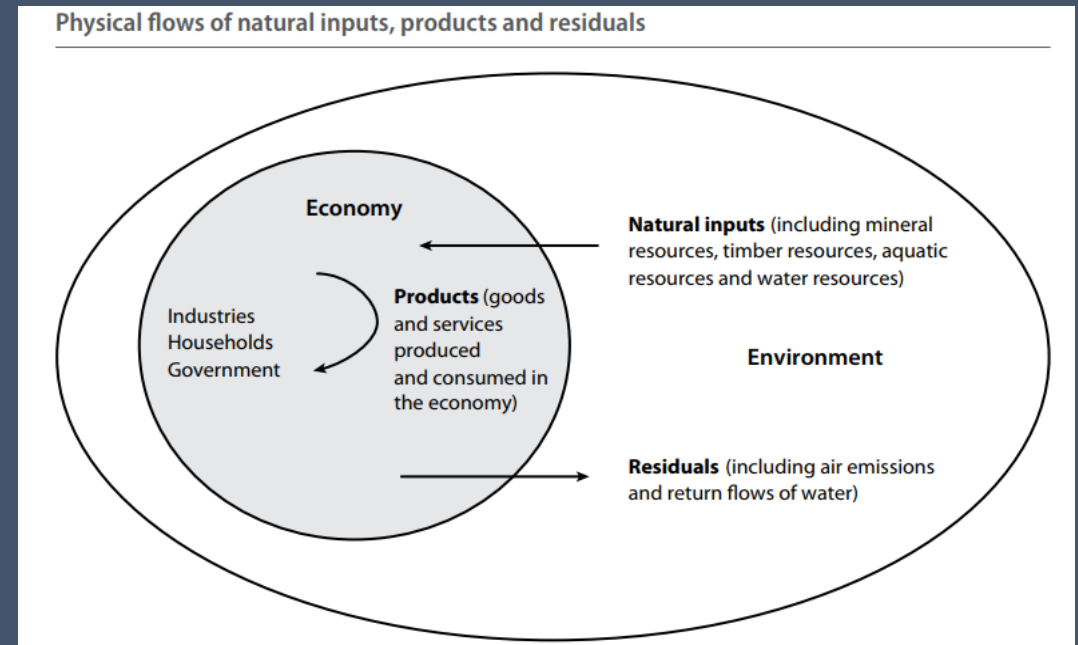 Physical flows of natural inputs, products and residuals
Economy
Industries
Households
Government
Products (goods
and services
produced
and consumed in
the economy)
Natural inputs (including mineral
resources, timber resources, aquatic
resources and water resources)
Environment
Residuals (including air emissions
and return flows of water)